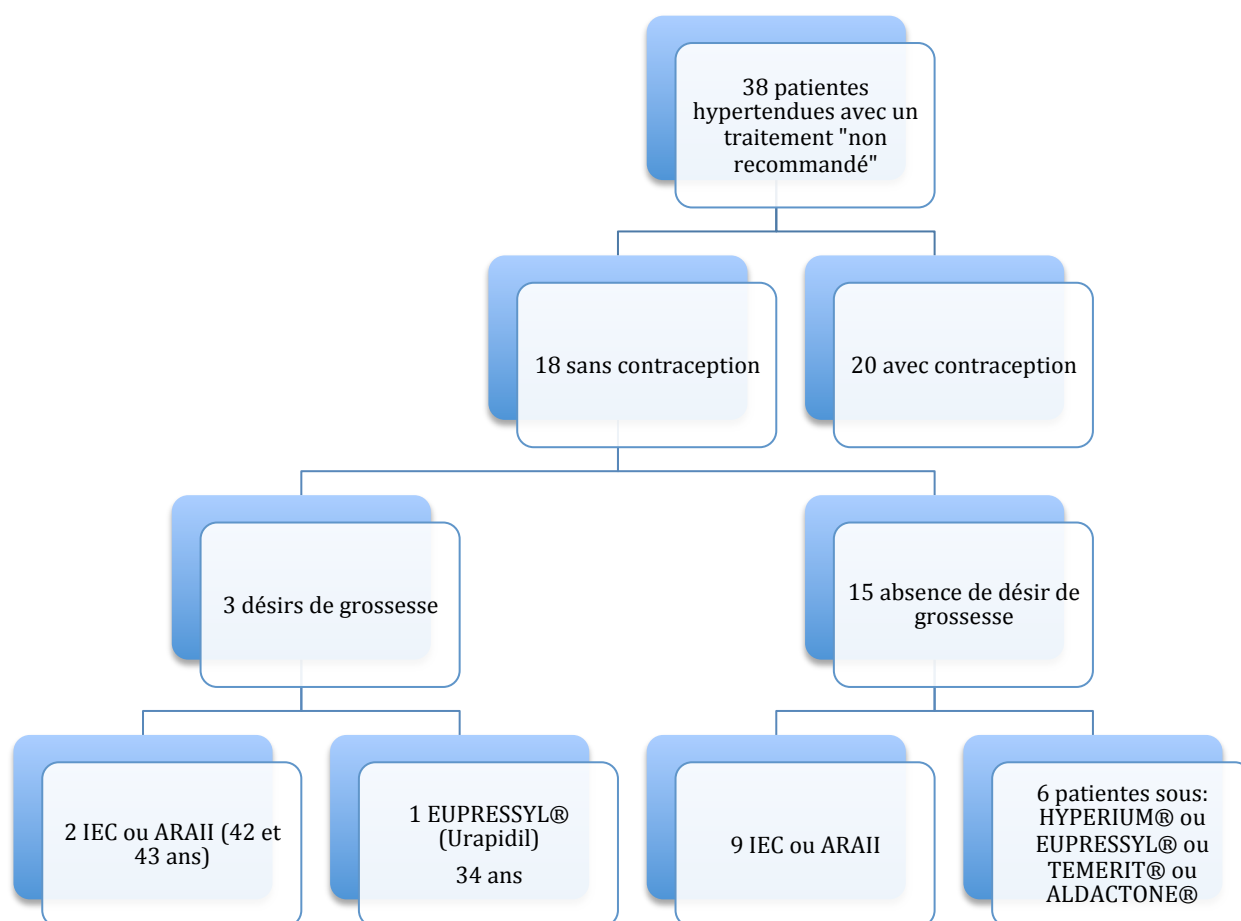 38 patientes
hypertendues avec un
traitement "non
recommandé"
18 sans contraception
20 avec contraception
3 désirs de grossesse
15 absence de désir de
grossesse
2 IEC ou ARAII (42 et
43 ans)
1 EUPRESSYL®
(Urapidil)
34 ans
9 IEC ou ARAII
6 patientes sous:
HYPERIUM® ou
EUPRESSYL® ou
TEMERIT® ou
ALDACTONE®